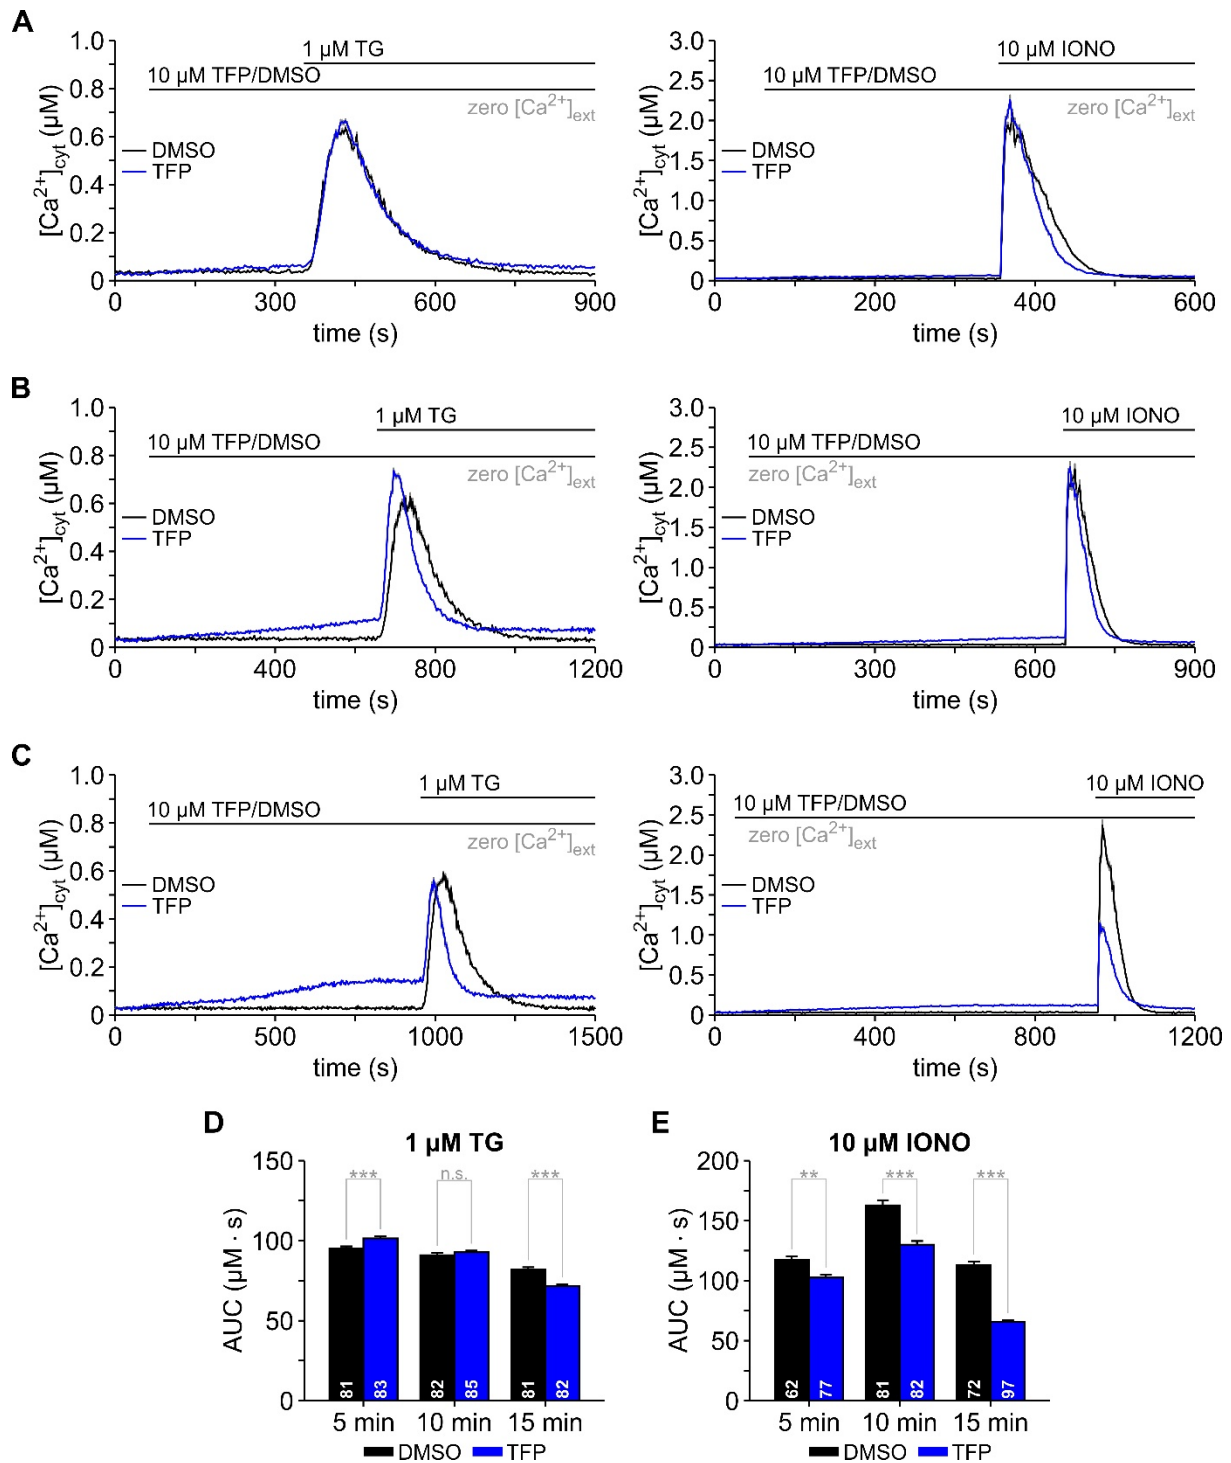 A
1 µM TG
10 µM TFP/DMSO
zero [Ca2+]ext
DMSO
TFP
[Ca2+]cyt (µM)
1.0
0.8
0.6
0.4
0.2
0
0 300 600 900
time (s)
10 µM IONO
10 µM TFP/DMSO
zero [Ca2+]ext
DMSO
TFP
[Ca2+]cyt (µM)
3.0
2.5
2.0
1.5
1.0
0.5
0
0 200 400 600
time (s)
B
1 µM TG
10 µM TFP/DMSO
zero [Ca2+]ext
DMSO
TFP
[Ca2+]cyt (µM)
1.0
0.8
0.6
0.4
0.2
0
0 400 800 1200
time (s)
10 µM IONO
10 µM TFP/DMSO
zero [Ca2+]ext
DMSO
TFP
[Ca2+]cyt (µM)
3.0
2.5
2.0
1.5
1.0
0.5
0
0 300 600 900
time (s)
C
1 µM TG
10 µM TFP/DMSO
zero [Ca2+]ext
DMSO
TFP
[Ca2+]cyt (µM)
1.0
0.8
0.6
0.4
0.2
0
0 500 1000 1500
time (s)
10 µM IONO
10 µM TFP/DMSO
zero [Ca2+]ext
DMSO
TFP
[Ca2+]cyt (µM)
3.0
2.5
2.0
1.5
1.0
0.5
0
0 400 800 1200
time (s)
D
1 µM TG
AUC (µM · s)
150
100
50
0
*** n.s. ***
81 83 82 85 81 82
5 min 10 min 15 min
DMSO TFP
E
10 µM IONO
AUC (µM · s)
200
150
100
50
0
** *** ***
62 77 81 82 72 97
5 min 10 min 15 min
DMSO TFP